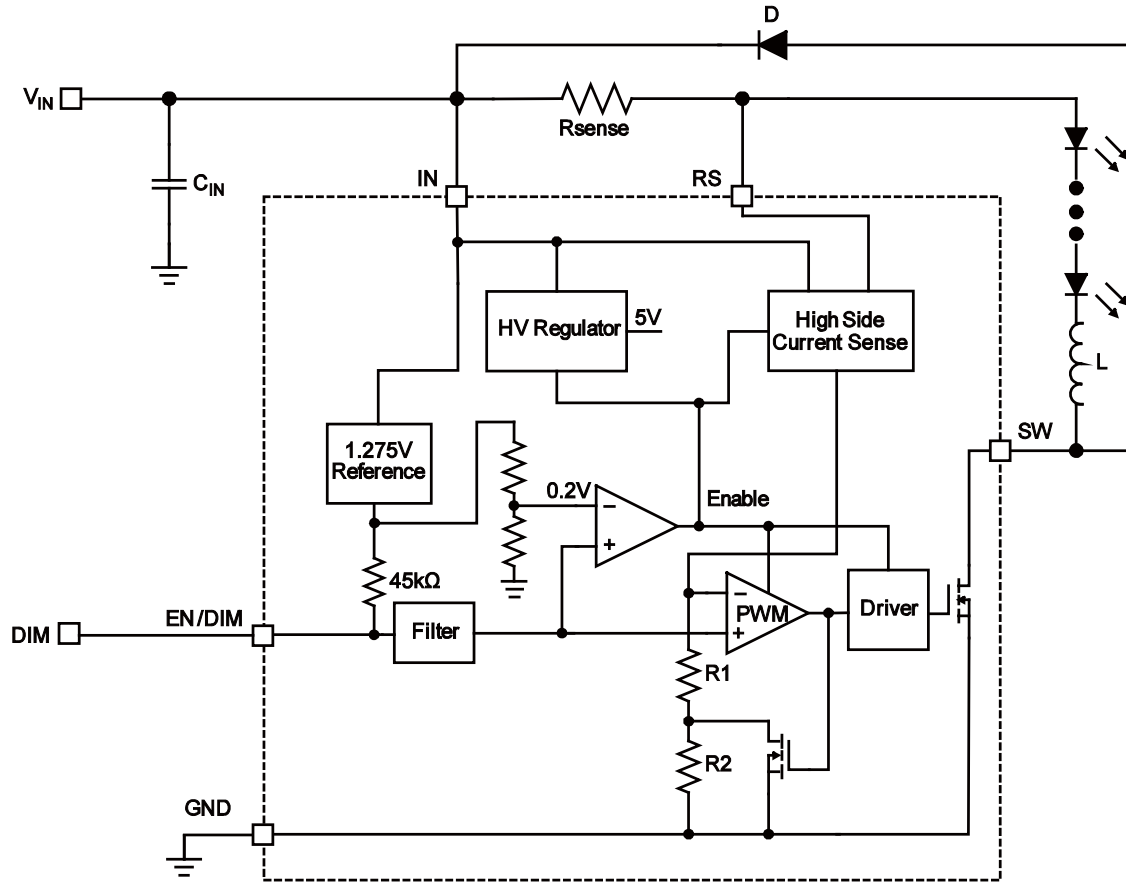 D
VIN
Rsense
CIN
IN
RS
HV Regulator
5V
High Side
Current Sense
L
1.275V
Reference
SW
0.2V
−
+
Enable
45kΩ
EN/DIM
DIM
Filter
−
PWM
+
Driver
R1
R2
GND